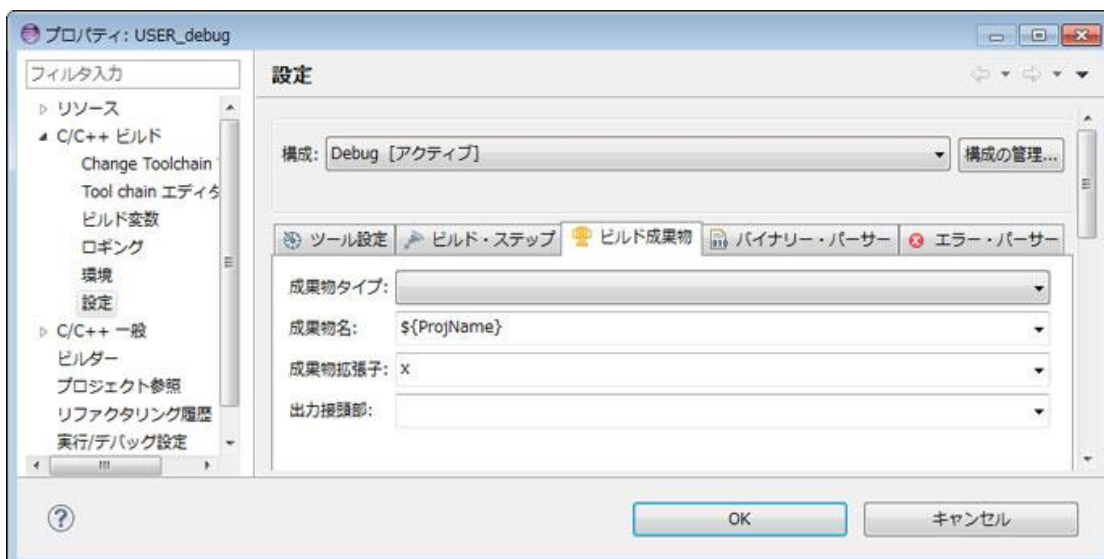 プロパティ: USER_debug
フィルタ入力
リソース
C/C++ ビルド
Change Toolchain
Tool chain エディタ
ビルド変数
ロギング
環境
設定
C/C++ 一般
ビルダー
プロジェクト参照
リファクタリング履歴
実行/デバッグ設定
設定
構成: Debug [アクティブ] 構成の管理...
ツール設定 ビルド・ステップ ビルド成果物 バイナリー・パーサー エラー・パーサー
成果物タイプ:
成果物名: ${ProjName}
成果物拡張子: x
出力接頭部:
OK キャンセル